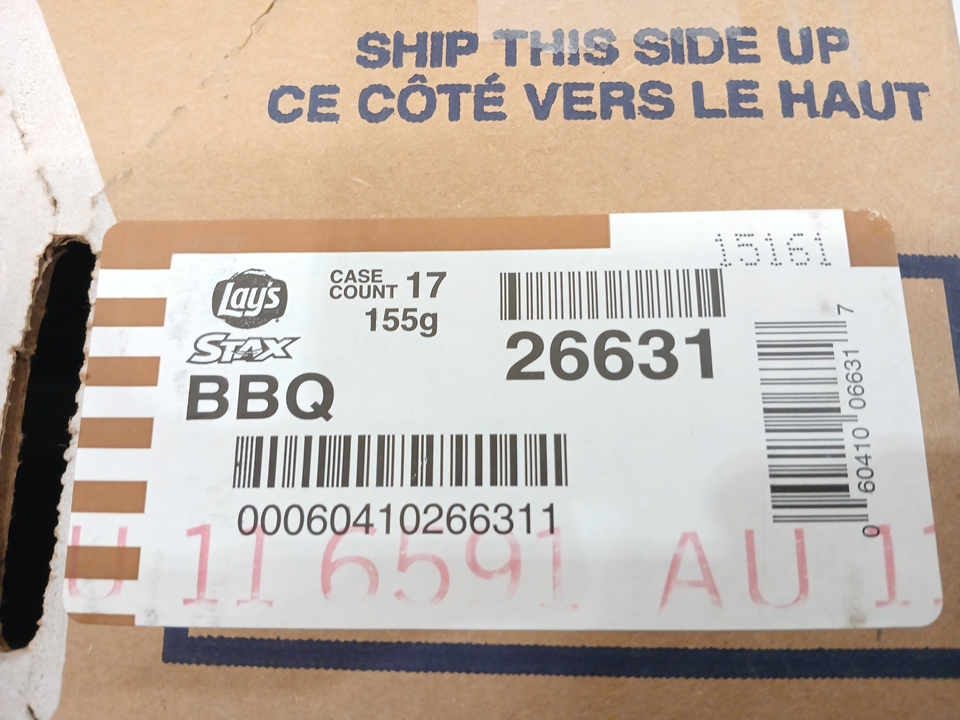 SHIP THIS SIDE UP
CE CÔTÉ VERS LE HAUT
15161
Lay's
STAX
CASE
COUNT 17
155g
BBQ
26631
0 60410 06631 7
00060410266311
U 11 6591 AU 11